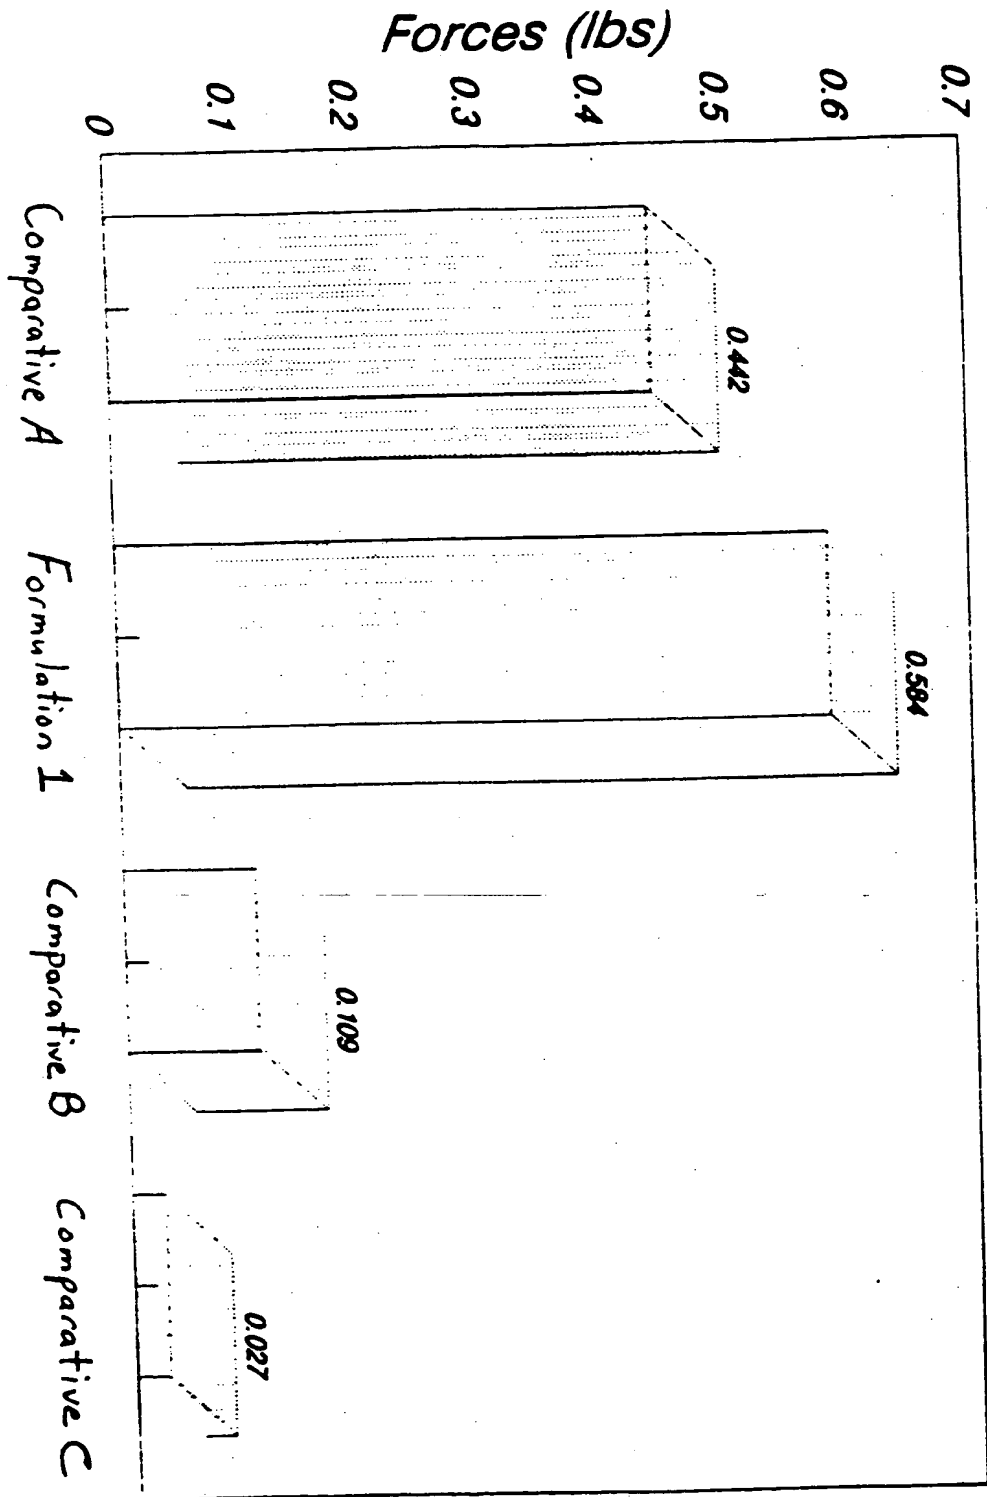 Forces (lbs)
0.7
0.6
0.5
0.4
0.3
0.2
0.1
0
0.442
0.584
0.109
0.027
Comparative A
Formulation 1
Comparative B
Comparative C